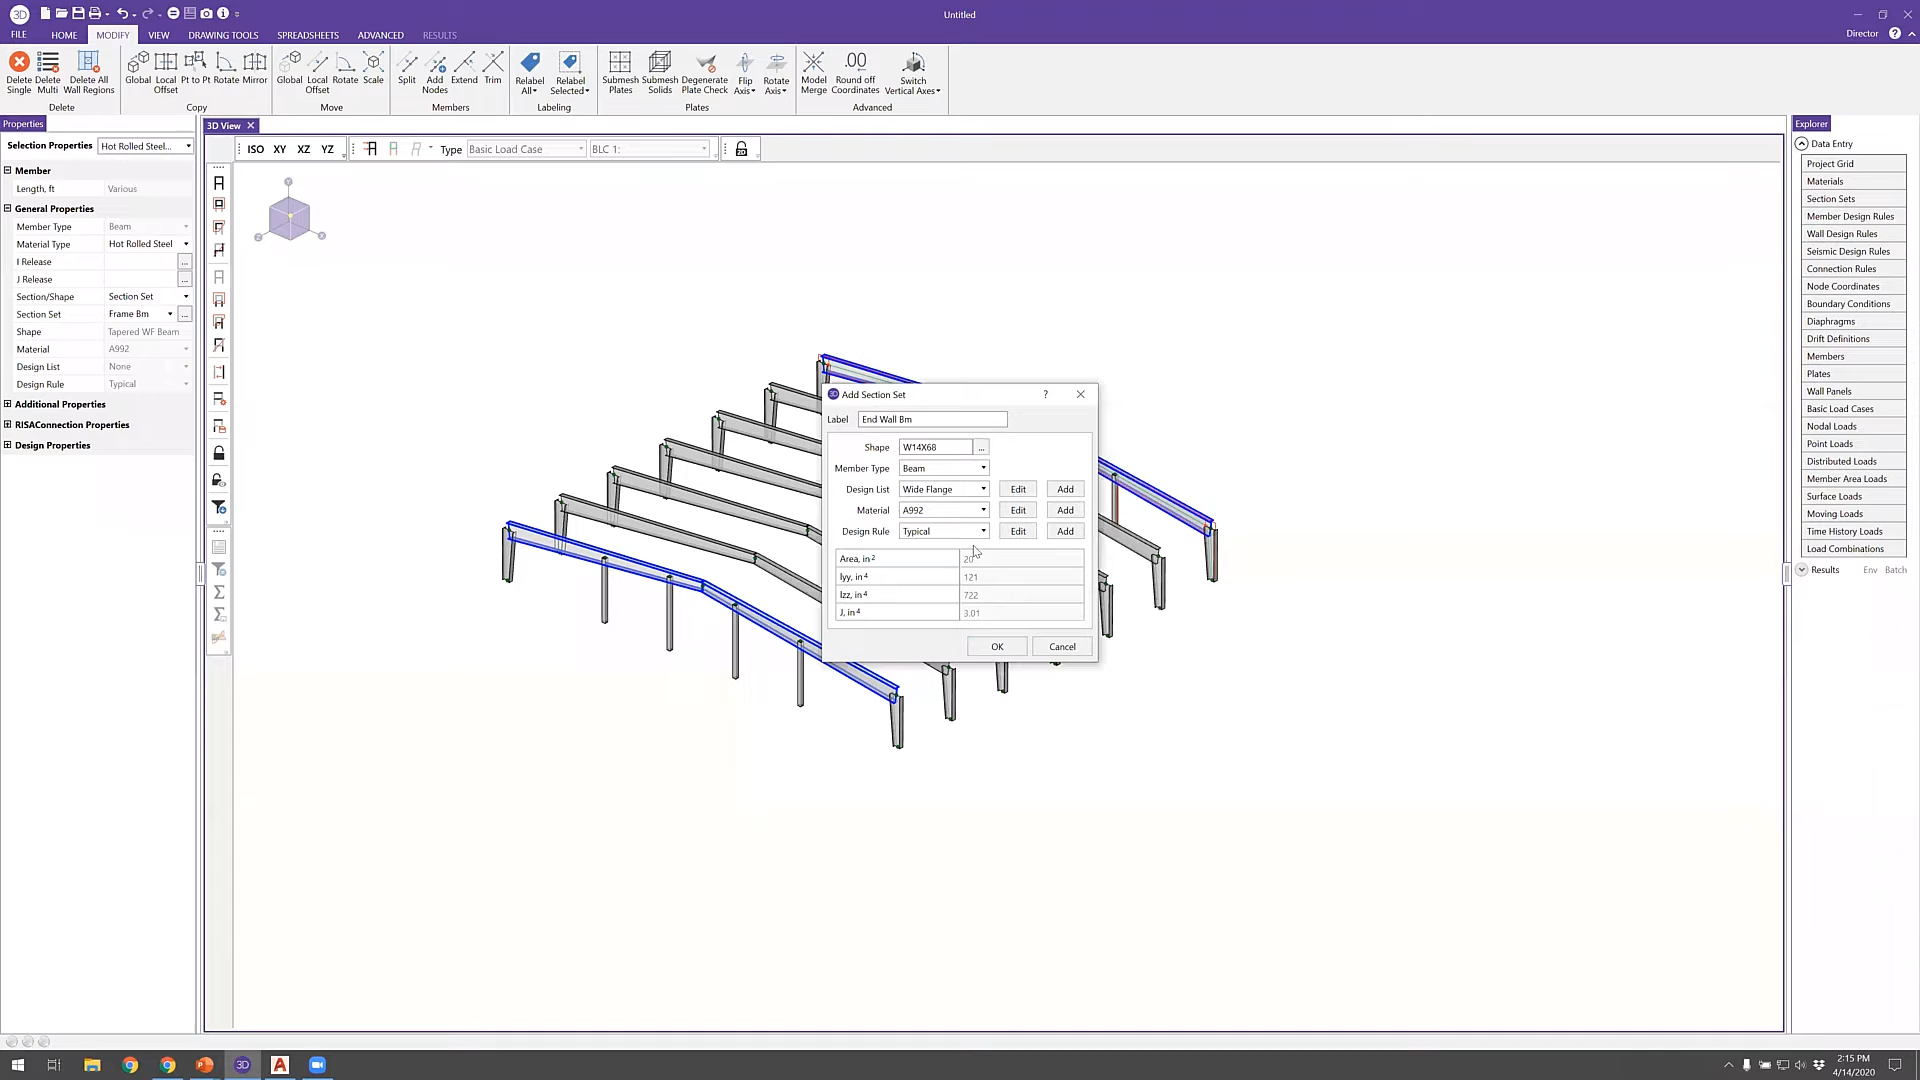 3D
Untitled
FILE HOME MODIFY VIEW DRAWING TOOLS SPREADSHEETS ADVANCED RESULTS
Director
Delete Single
Delete Multi
Delete All Wall Regions
Delete
Global
Local Offset
Pt to Pt
Rotate
Mirror
Copy
Global
Local Offset
Rotate
Scale
Move
Split
Add Nodes
Extend
Trim
Members
Relabel All
Relabel Selected
Labeling
Submesh Plates
Submesh Solids
Degenerate Plate Check
Flip Axis
Rotate Axis
Plates
Model Merge
.00
Round off Coordinates
Switch Vertical Axes
Advanced
Properties
Selection Properties Hot Rolled Steel...
Member
Length, ft Various
General Properties
Member Type Beam
Material Type Hot Rolled Steel
I Release ...
J Release ...
Section/Shape Section Set
Section Set Frame Bm ...
Shape Tapered WF Beam
Material A992
Design List None
Design Rule Typical
Additional Properties
RISAConnection Properties
Design Properties
3D View
ISO XY XZ YZ
Type Basic Load Case BLC 1:
2D
Y
Z
X
3D Add Section Set ?
Label End Wall Bm
Shape W14X68 ...
Member Type Beam
Design List Wide Flange Edit Add
Material A992 Edit Add
Design Rule Typical Edit Add
Area, in2 20
Iyy, in4 121
Izz, in4 722
J, in4 3.01
OK Cancel
Explorer
Data Entry
Project Grid
Materials
Section Sets
Member Design Rules
Wall Design Rules
Seismic Design Rules
Connection Rules
Node Coordinates
Boundary Conditions
Diaphragms
Drift Definitions
Members
Plates
Wall Panels
Basic Load Cases
Nodal Loads
Point Loads
Distributed Loads
Member Area Loads
Surface Loads
Moving Loads
Time History Loads
Load Combinations
Results Env Batch
3D
2:15 PM
4/14/2020